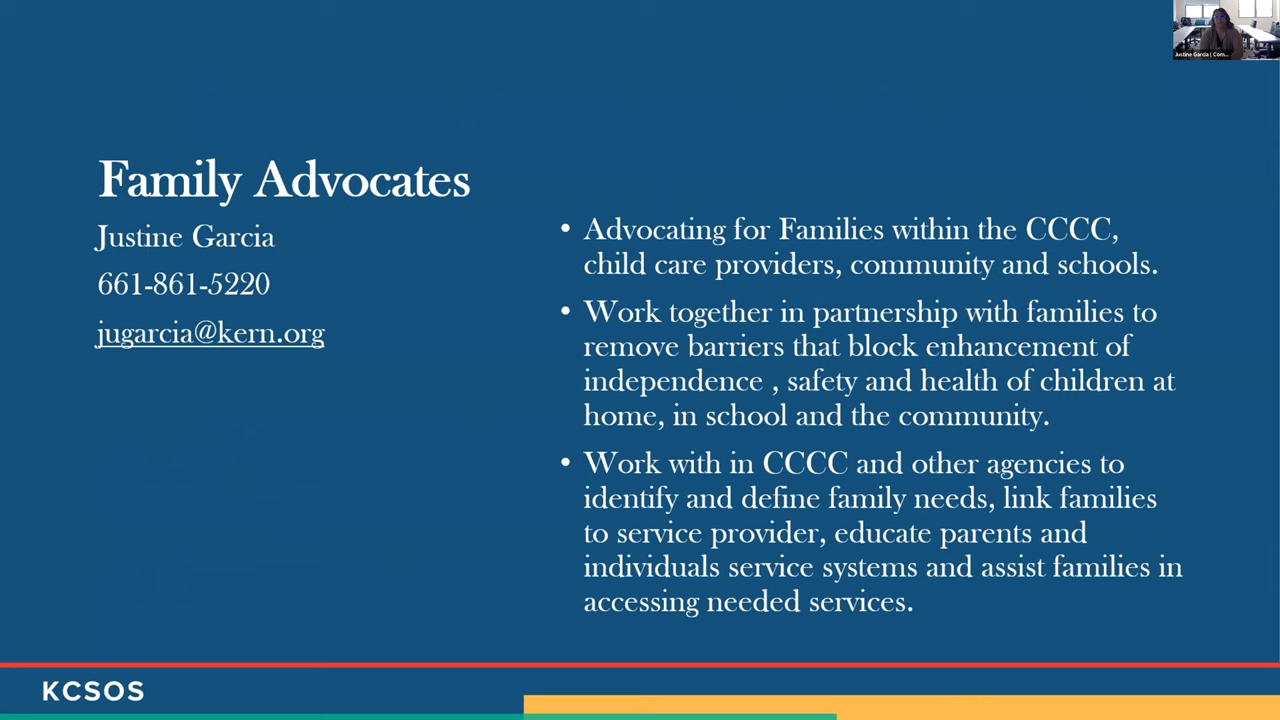 Justine Garcia | Com...
Family Advocates
Justine Garcia
661-861-5220
jugarcia@kern.org
• Advocating for Families within the CCCC,
child care providers, community and schools.
• Work together in partnership with families to
remove barriers that block enhancement of
independence , safety and health of children at
home, in school and the community.
• Work with in CCCC and other agencies to
identify and define family needs, link families
to service provider, educate parents and
individuals service systems and assist families in
accessing needed services.
KCSOS